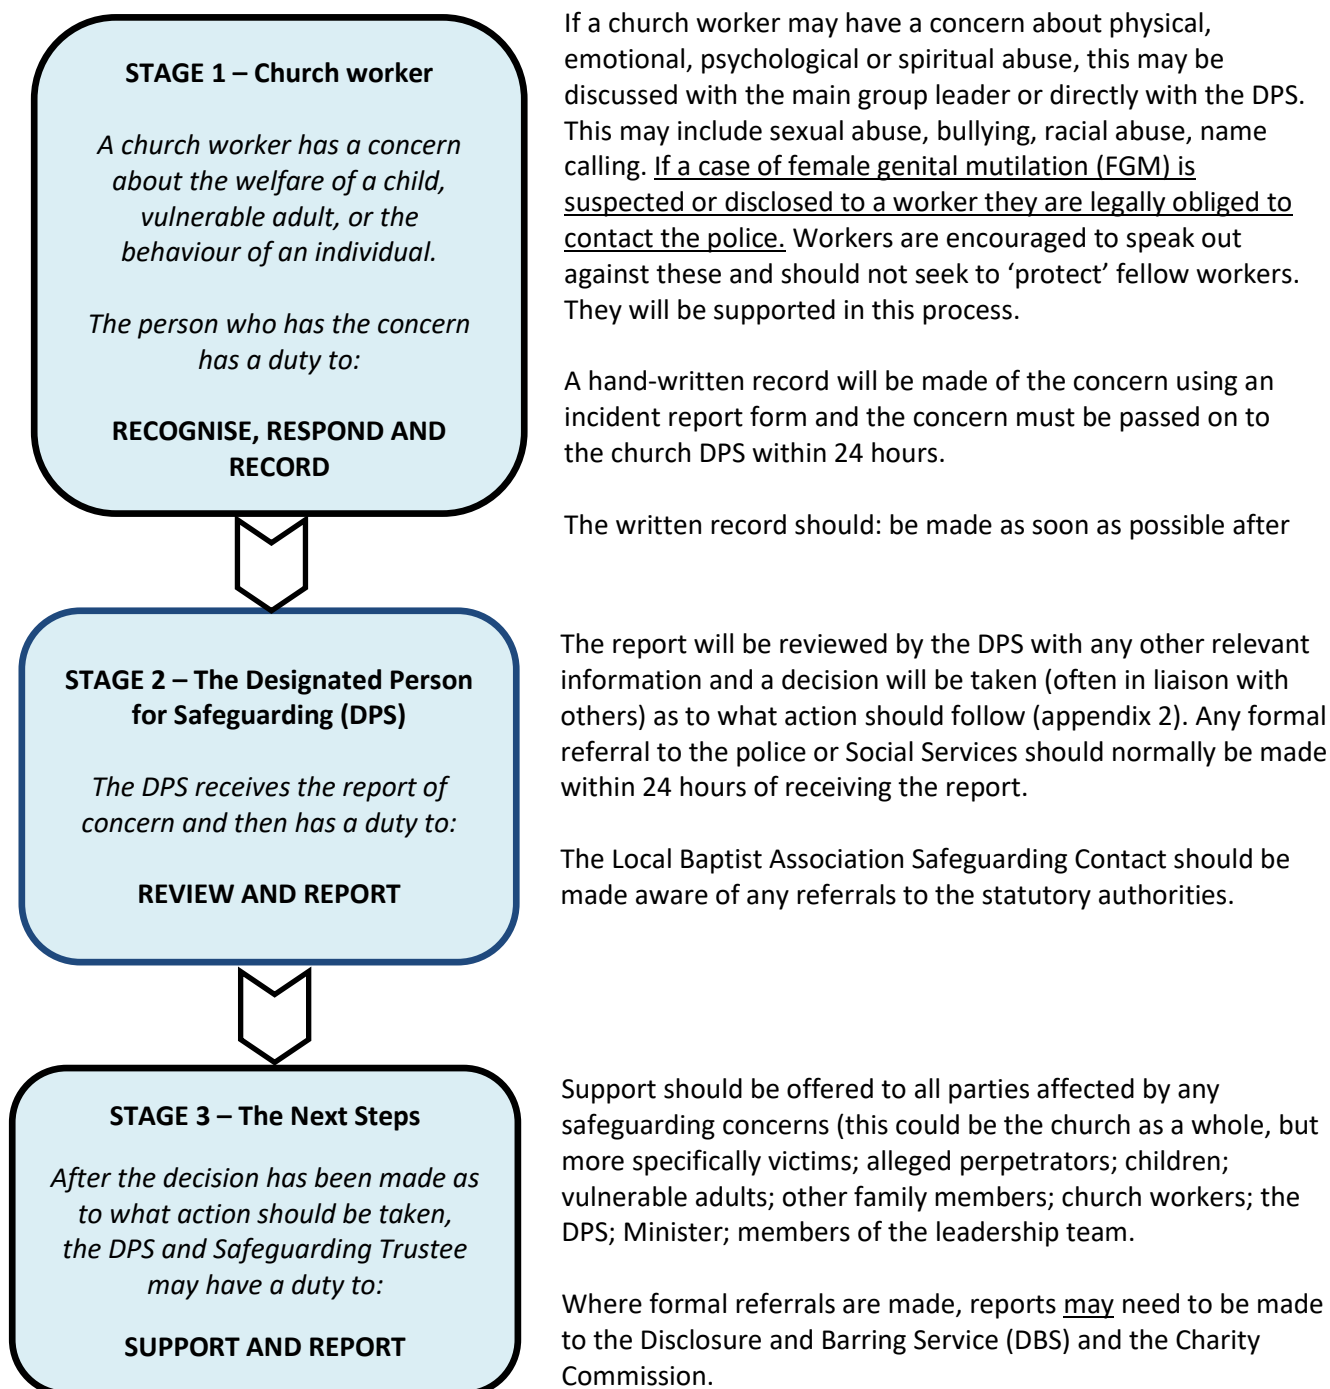 STAGE 1 – Church worker
A church worker has a concern
about the welfare of a child,
vulnerable adult, or the
behaviour of an individual.
The person who has the concern
has a duty to:
RECOGNISE, RESPOND AND
RECORD
If a church worker may have a concern about physical,
emotional, psychological or spiritual abuse, this may be
discussed with the main group leader or directly with the DPS.
This may include sexual abuse, bullying, racial abuse, name
calling. If a case of female genital mutilation (FGM) is
suspected or disclosed to a worker they are legally obliged to
contact the police. Workers are encouraged to speak out
against these and should not seek to ‘protect’ fellow workers.
They will be supported in this process.
A hand-written record will be made of the concern using an
incident report form and the concern must be passed on to
the church DPS within 24 hours.
The written record should: be made as soon as possible after
STAGE 2 – The Designated Person
for Safeguarding (DPS)
The DPS receives the report of
concern and then has a duty to:
REVIEW AND REPORT
The report will be reviewed by the DPS with any other relevant
information and a decision will be taken (often in liaison with
others) as to what action should follow (appendix 2). Any formal
referral to the police or Social Services should normally be made
within 24 hours of receiving the report.
The Local Baptist Association Safeguarding Contact should be
made aware of any referrals to the statutory authorities.
STAGE 3 – The Next Steps
After the decision has been made as
to what action should be taken,
the DPS and Safeguarding Trustee
may have a duty to:
SUPPORT AND REPORT
Support should be offered to all parties affected by any
safeguarding concerns (this could be the church as a whole, but
more specifically victims; alleged perpetrators; children;
vulnerable adults; other family members; church workers; the
DPS; Minister; members of the leadership team.
Where formal referrals are made, reports may need to be made
to the Disclosure and Barring Service (DBS) and the Charity
Commission.